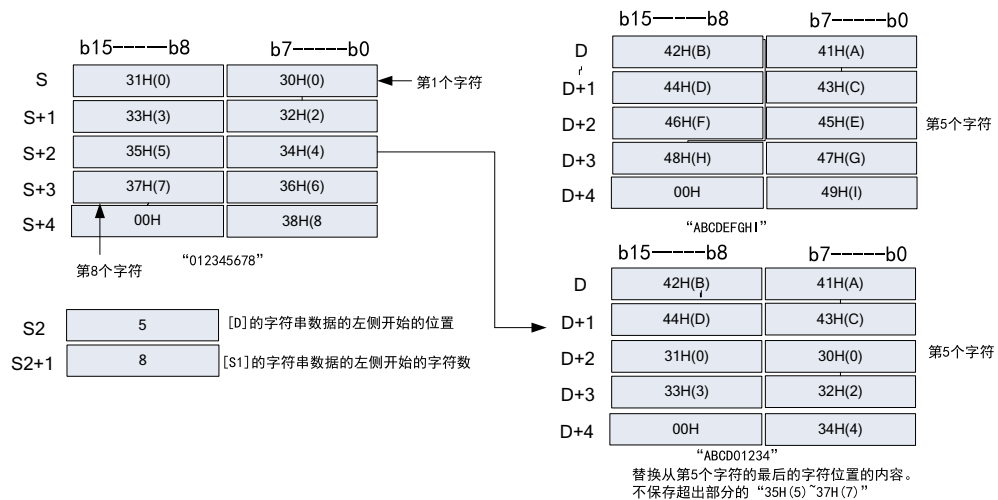 b15-----b8 b7-----b0
S 31H(0) 30H(0) 第1个字符
S+1 33H(3) 32H(2)
S+2 35H(5) 34H(4)
S+3 37H(7) 36H(6)
S+4 00H 38H(8
第8个字符
“012345678”
S2 5 [D]的字符串数据的左侧开始的位置
S2+1 8 [S1]的字符串数据的左侧开始的字符数
b15-----b8 b7-----b0
D 42H(B) 41H(A)
D+1 44H(D) 43H(C)
D+2 46H(F) 45H(E) 第5个字符
D+3 48H(H) 47H(G)
D+4 00H 49H(I)
“ABCDEFGHI”
b15-----b8 b7-----b0
D 42H(B) 41H(A)
D+1 44H(D) 43H(C)
D+2 31H(0) 30H(0) 第5个字符
D+3 33H(3) 32H(2)
D+4 00H 34H(4)
“ABCD01234”
替换从第5个字符的最后的字符位置的内容。
不保存超出部分的“35H(5)~37H(7)”